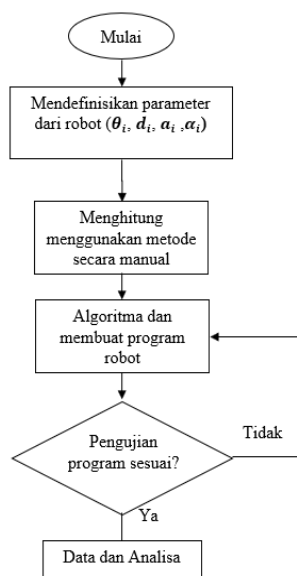 Mulai
Mendefinisikan parameter
dari robot (θᵢ, dᵢ, aᵢ ,αᵢ)
Menghitung
menggunakan metode
secara manual
Algoritma dan
membuat program
robot
Pengujian
program sesuai?
Tidak
Ya
Data dan Analisa